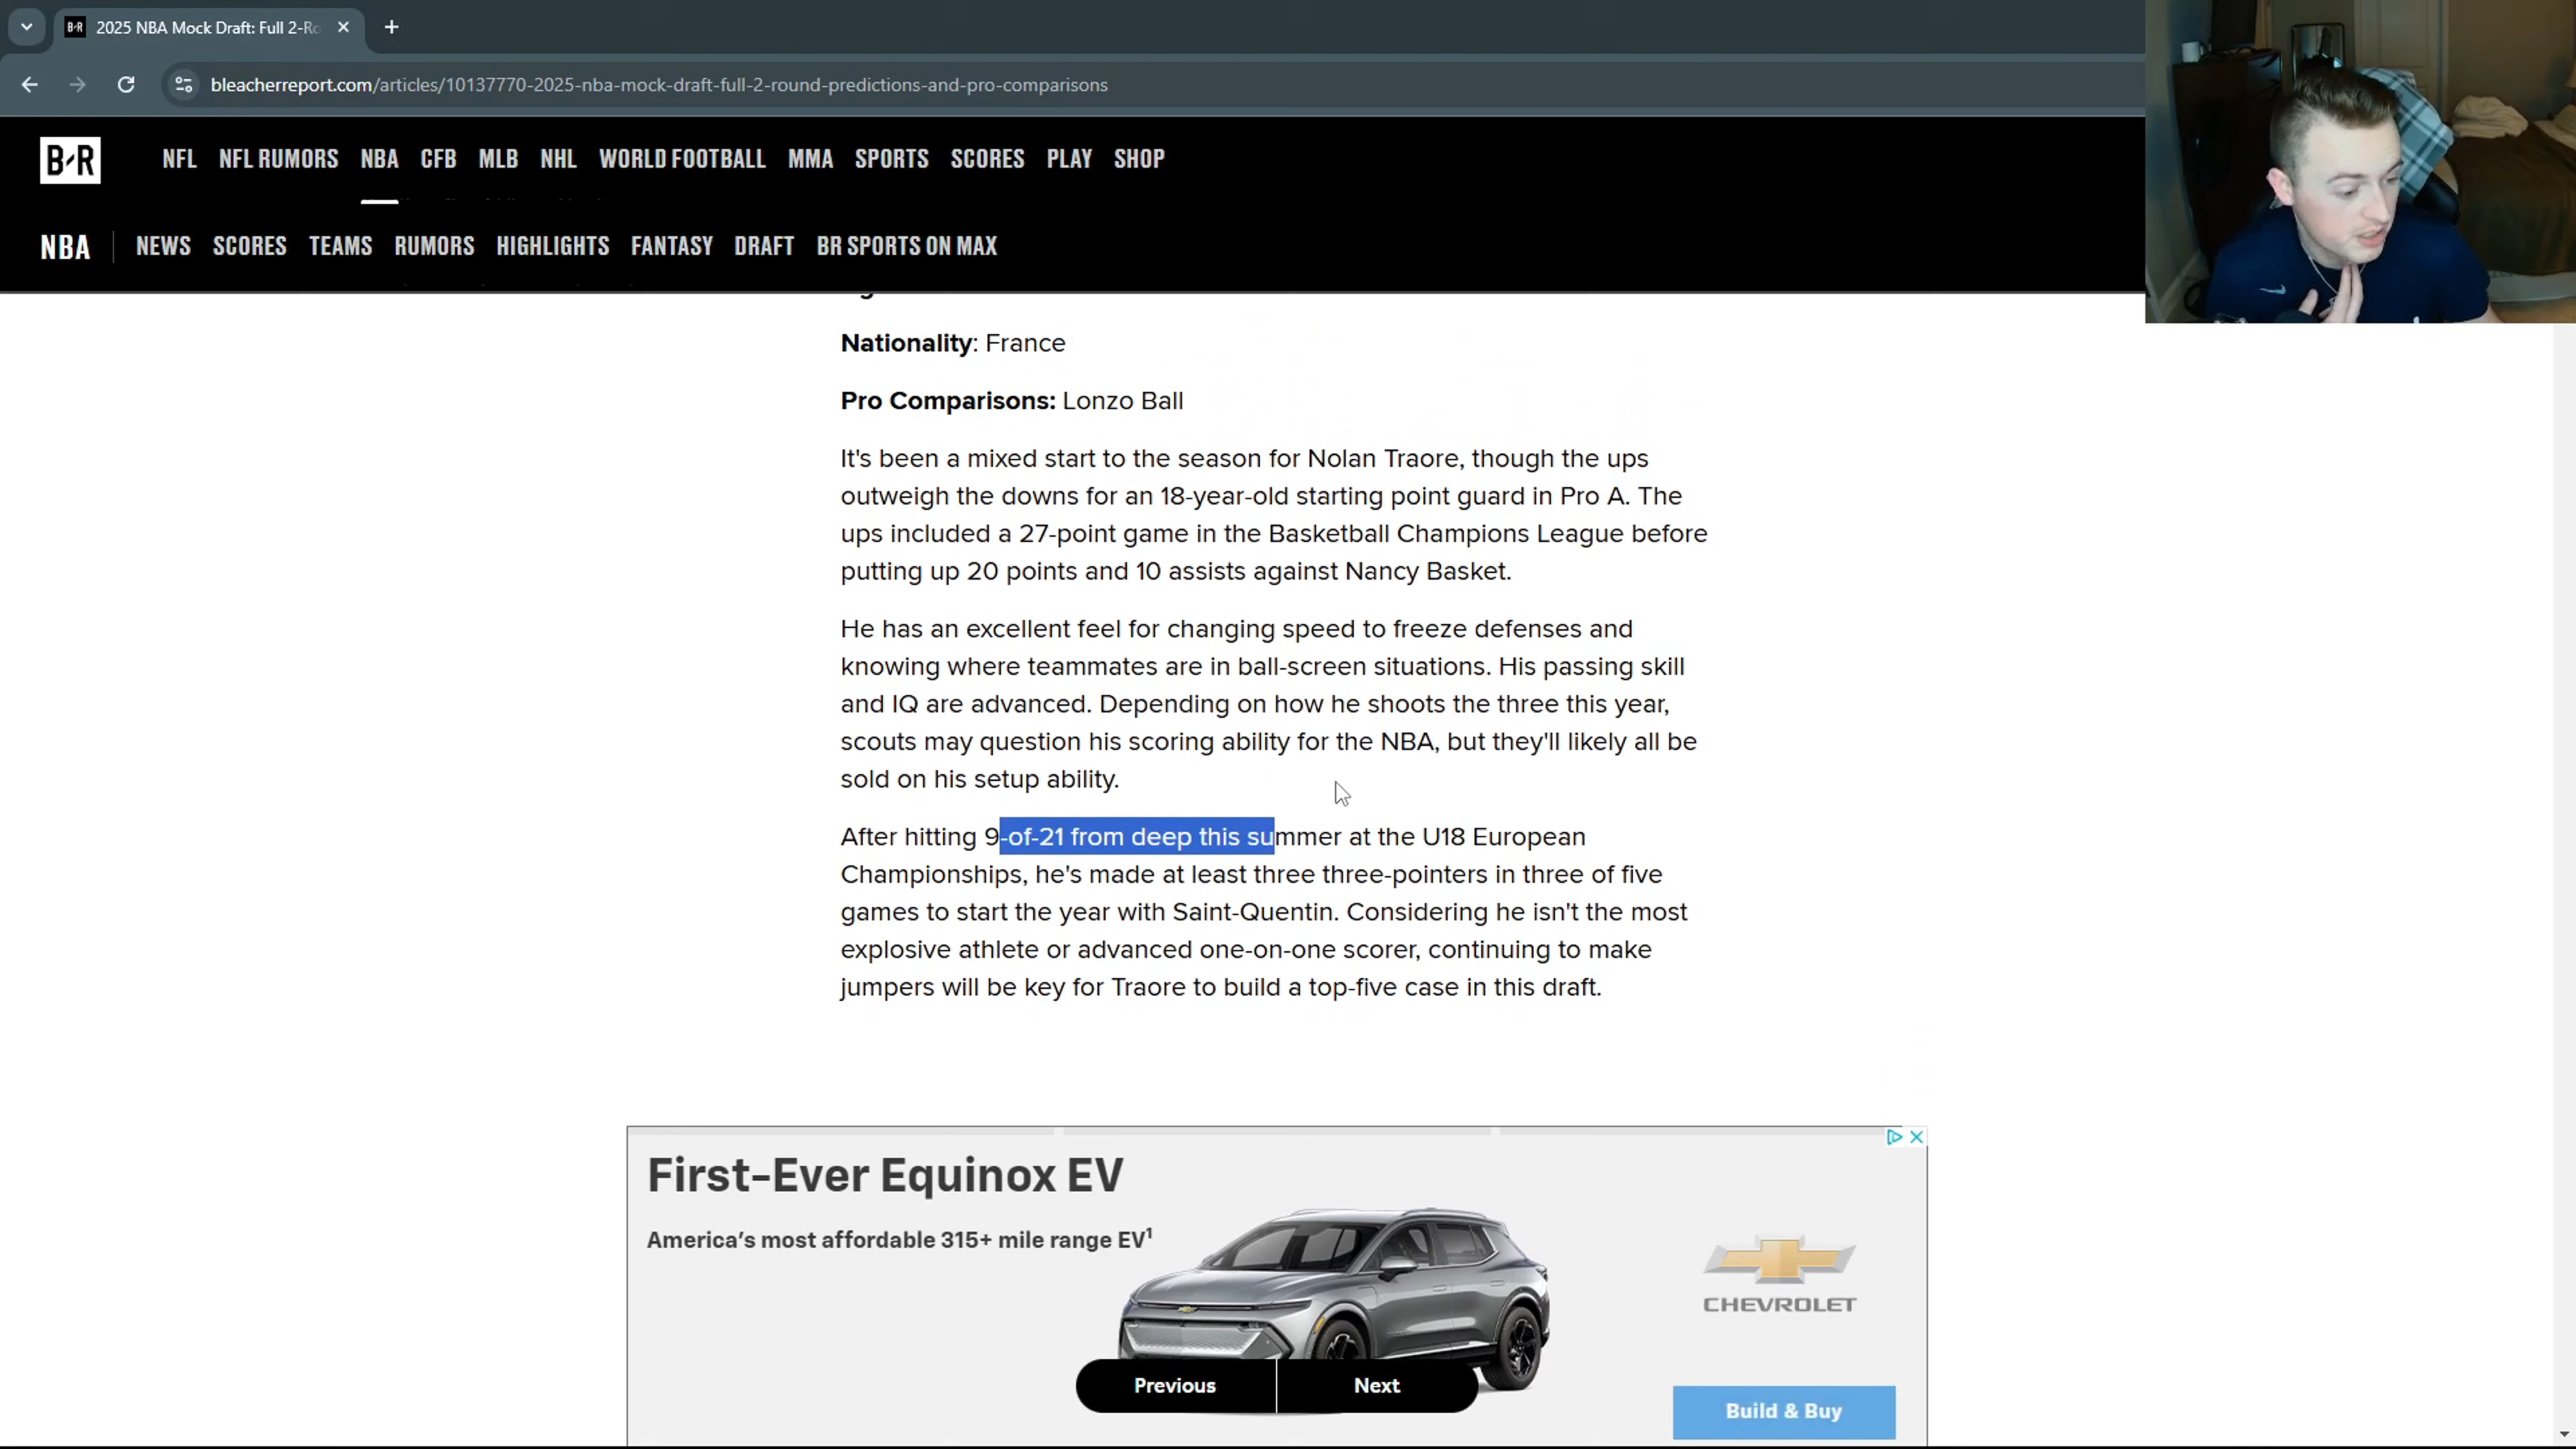 B-R 2025 NBA Mock Draft: Full 2-Ro
bleacherreport.com/articles/10137770-2025-nba-mock-draft-full-2-round-predictions-and-pro-comparisons
B-R NFL NFL RUMORS NBA CFB MLB NHL WORLD FOOTBALL MMA SPORTS SCORES PLAY SHOP
NBA NEWS SCORES TEAMS RUMORS HIGHLIGHTS FANTASY DRAFT BR SPORTS ON MAX
Nationality: France
Pro Comparisons: Lonzo Ball
It's been a mixed start to the season for Nolan Traore, though the ups
outweigh the downs for an 18-year-old starting point guard in Pro A. The
ups included a 27-point game in the Basketball Champions League before
putting up 20 points and 10 assists against Nancy Basket.
He has an excellent feel for changing speed to freeze defenses and
knowing where teammates are in ball-screen situations. His passing skill
and IQ are advanced. Depending on how he shoots the three this year,
scouts may question his scoring ability for the NBA, but they'll likely all be
sold on his setup ability.
After hitting 9-of-21 from deep this summer at the U18 European
Championships, he's made at least three three-pointers in three of five
games to start the year with Saint-Quentin. Considering he isn't the most
explosive athlete or advanced one-on-one scorer, continuing to make
jumpers will be key for Traore to build a top-five case in this draft.
First-Ever Equinox EV
America's most affordable 315+ mile range EV¹
CHEVROLET
Previous Next
Build & Buy